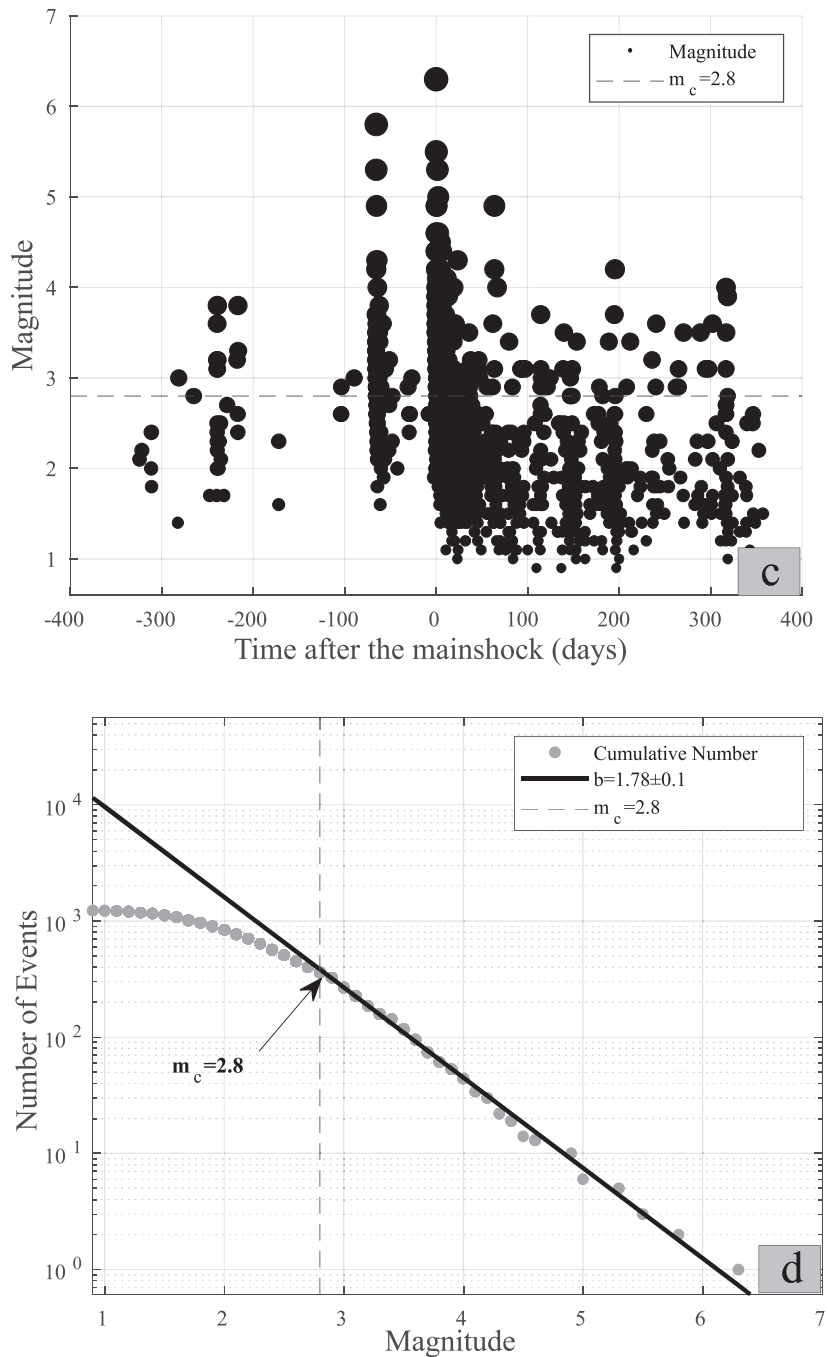 7
6
5
4
3
2
1
Magnitude
Magnitude
m c=2.8
c
-400 -300 -200 -100 0 100 200 300 400
Time after the mainshock (days)
Cumulative Number
b=1.78±0.1
m c=2.8
10 4
10 3
10 2
10 1
10 0
Number of Events
m c=2.8
d
1 2 3 4 5 6 7
Magnitude